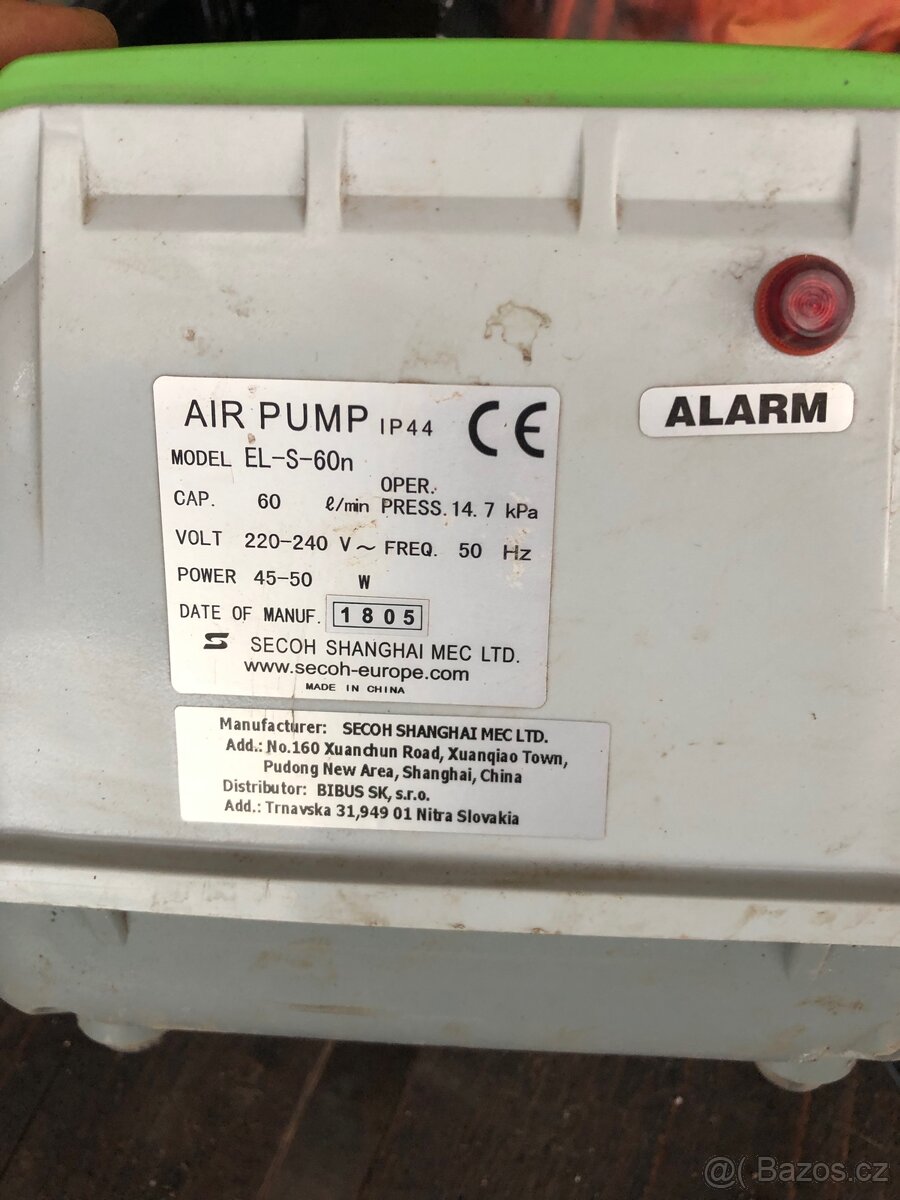 AIR PUMP IP44 CE
MODEL EL-S-60n
CAP. 60 ℓ/min OPER. PRESS. 14.7 kPa
VOLT 220-240 V~ FREQ. 50 Hz
POWER 45-50 W
DATE OF MANUF. 1805
SECOH SHANGHAI MEC LTD.
www.secoh-europe.com
MADE IN CHINA
ALARM
Manufacturer: SECOH SHANGHAI MEC LTD.
Add.: No.160 Xuanchun Road, Xuanqiao Town,
Pudong New Area, Shanghai, China
Distributor: BIBUS SK, s.r.o.
Add.: Trnavska 31,949 01 Nitra Slovakia
@( Bazos.cz